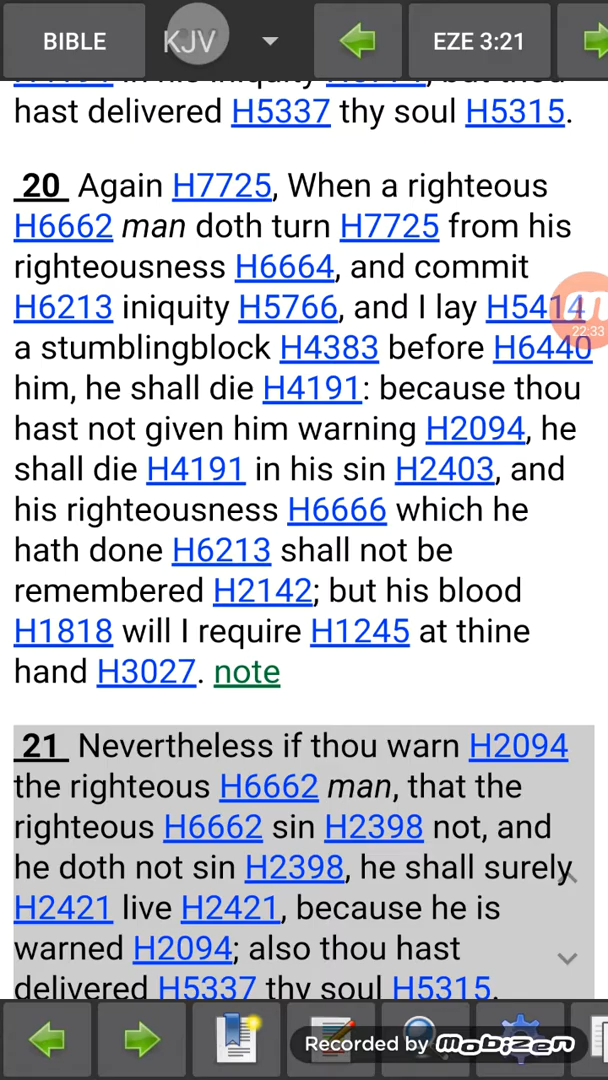 BIBLE KJV EZE 3:21
hast delivered H5337 thy soul H5315.
20 Again H7725, When a righteous
H6662 man doth turn H7725 from his
righteousness H6664, and commit
H6213 iniquity H5766, and I lay H5414
22:33
a stumblingblock H4383 before H6440
him, he shall die H4191: because thou
hast not given him warning H2094, he
shall die H4191 in his sin H2403, and
his righteousness H6666 which he
hath done H6213 shall not be
remembered H2142; but his blood
H1818 will I require H1245 at thine
hand H3027. note
21 Nevertheless if thou warn H2094
the righteous H6662 man, that the
righteous H6662 sin H2398 not, and
he doth not sin H2398, he shall surely
H2421 live H2421, because he is
warned H2094; also thou hast
delivered H5337 thy soul H5315.
Recorded by Mobizen